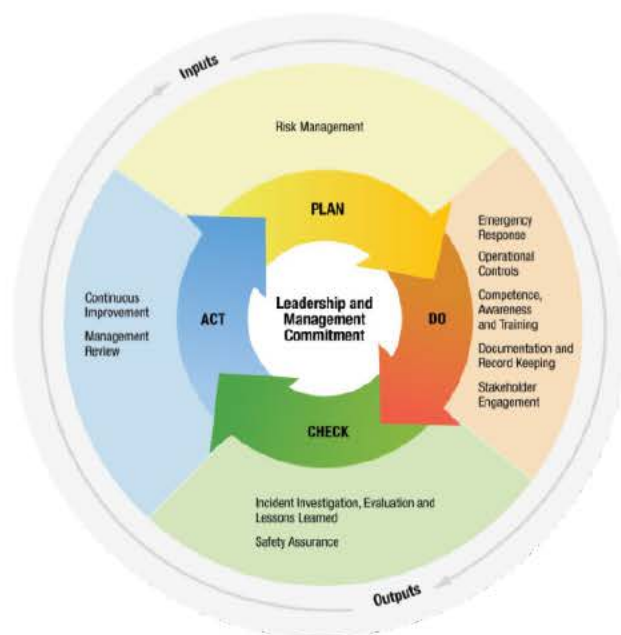 Inputs
Risk Management
PLAN
Emergency
Response
Operational
Controls
Competence,
Awareness
and Training
Documentation and
Record Keeping
Stakeholder
Engagement
DO
Leadership and
Management
Commitment
ACT
Continuous
Improvement
Management
Review
CHECK
Incident Investigation, Evaluation and
Lessons Learned
Safety Assurance
Outputs